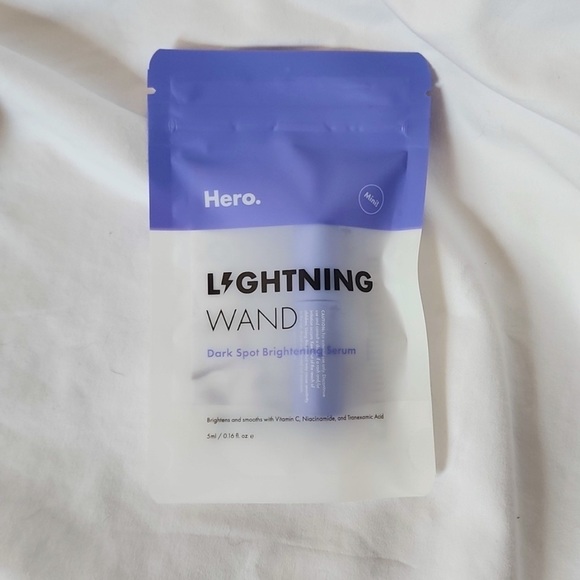 Hero.
Mini!
LIGHTNING
WAND
Dark Spot Brightening Serum
Brightens and smooths with Vitamin C, Niacinamide, and Tranexamic Acid
5ml / 0.16 fl. oz e